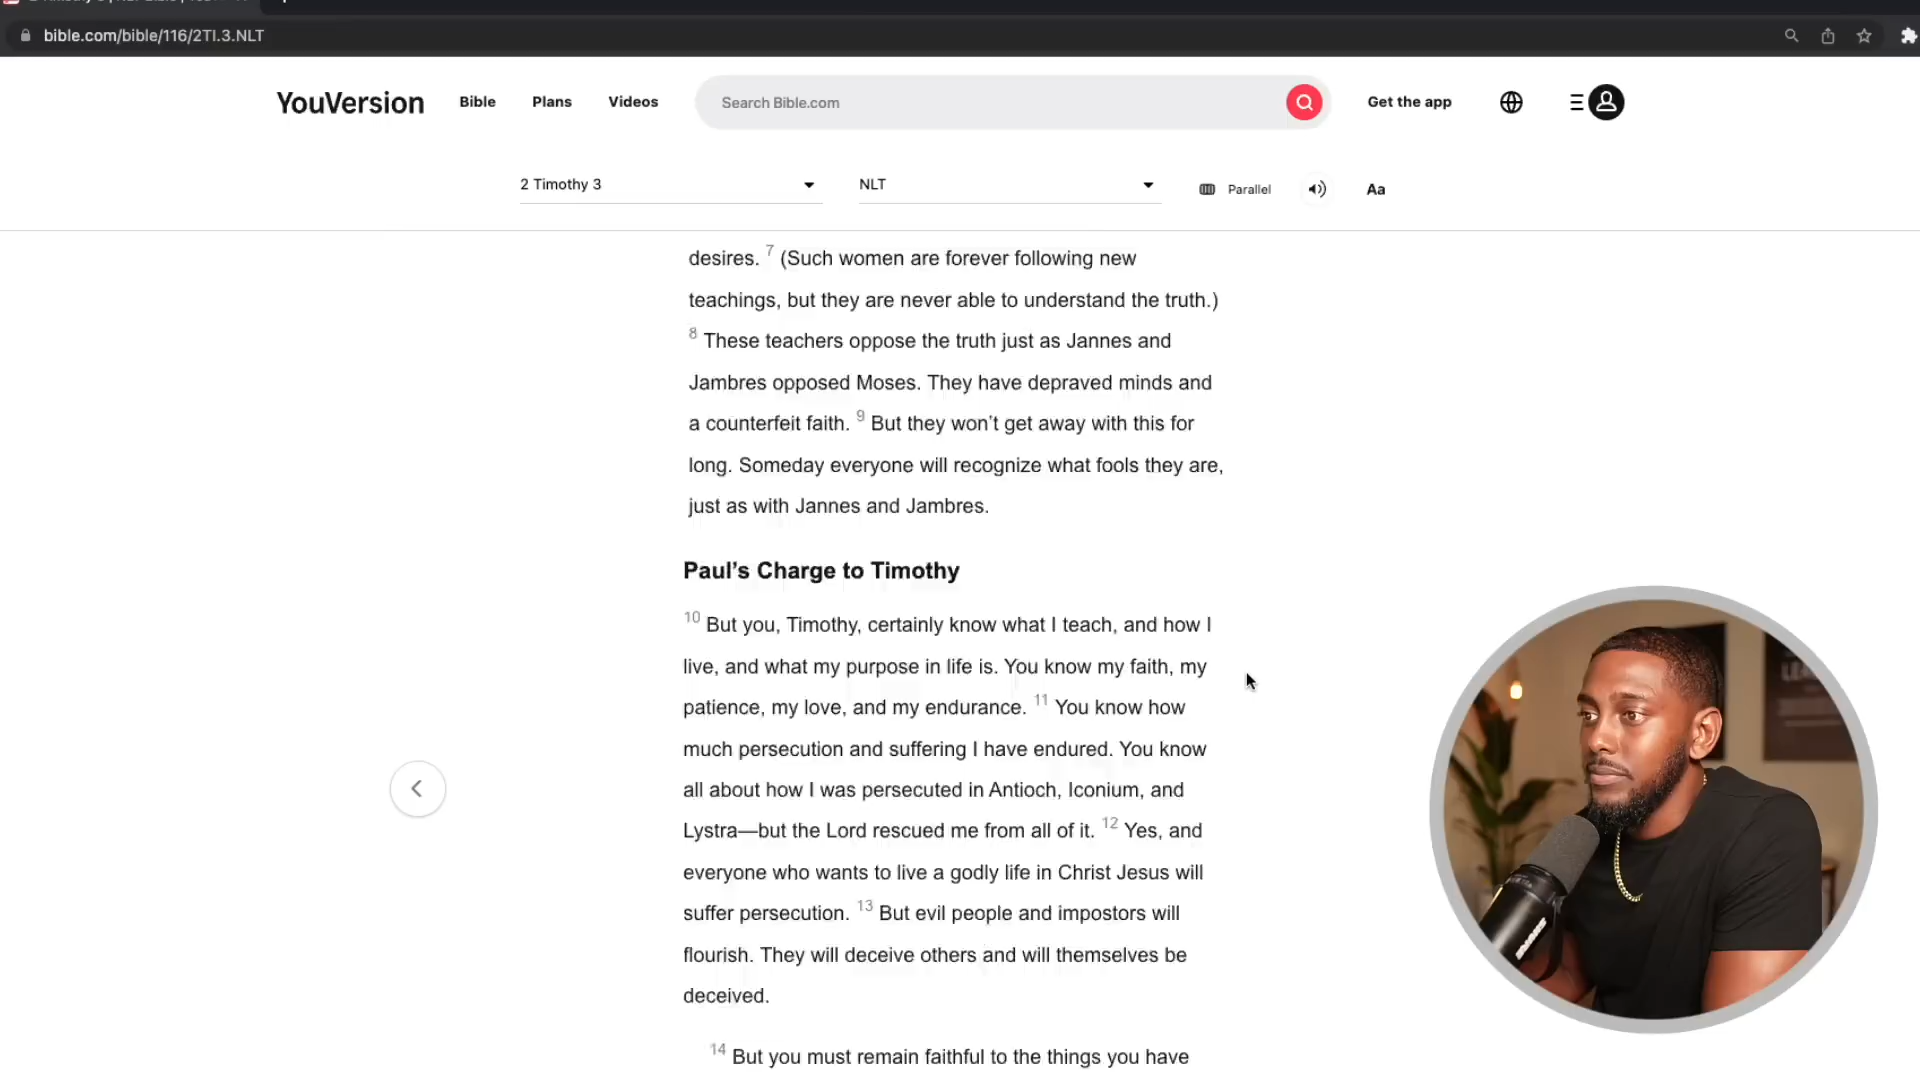 bible.com/bible/116/2TI.3.NLT
YouVersion Bible Plans Videos Search Bible.com Get the app
2 Timothy 3 NLT Parallel Aa
desires. 7 (Such women are forever following new
teachings, but they are never able to understand the truth.)
8 These teachers oppose the truth just as Jannes and
Jambres opposed Moses. They have depraved minds and
a counterfeit faith. 9 But they won’t get away with this for
long. Someday everyone will recognize what fools they are,
just as with Jannes and Jambres.
Paul’s Charge to Timothy
10 But you, Timothy, certainly know what I teach, and how I
live, and what my purpose in life is. You know my faith, my
patience, my love, and my endurance. 11 You know how
much persecution and suffering I have endured. You know
all about how I was persecuted in Antioch, Iconium, and
Lystra—but the Lord rescued me from all of it. 12 Yes, and
everyone who wants to live a godly life in Christ Jesus will
suffer persecution. 13 But evil people and impostors will
flourish. They will deceive others and will themselves be
deceived.
14 But you must remain faithful to the things you have